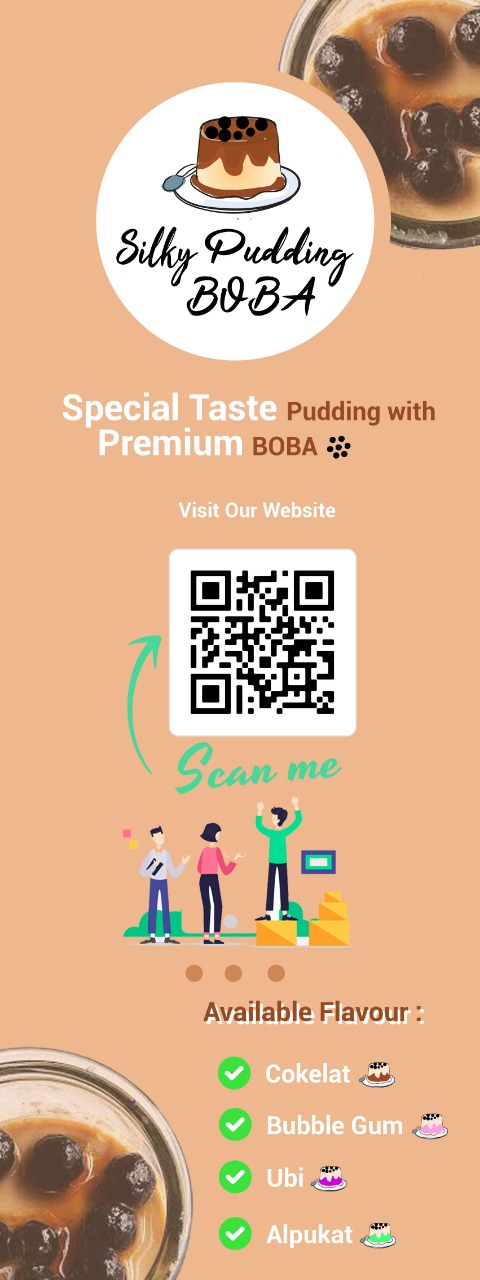 Silky Pudding
BOBA
Special Taste Pudding with
Premium BOBA
Visit Our Website
Scan me
Available Flavour :
Cokelat
Bubble Gum
Ubi
Alpukat